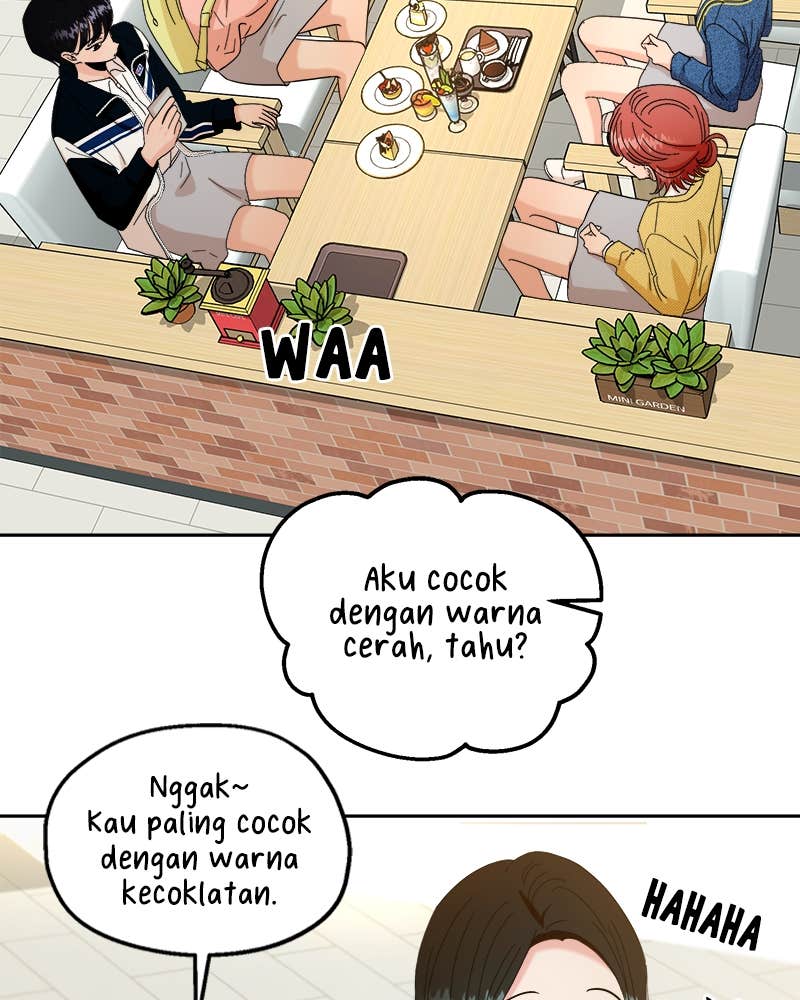 WAA
MINI GARDEN
Aku cocok
dengan warna
cerah, tahu?
Nggak~
Kau paling cocok
dengan warna
kecoklatan.
HAHAHA